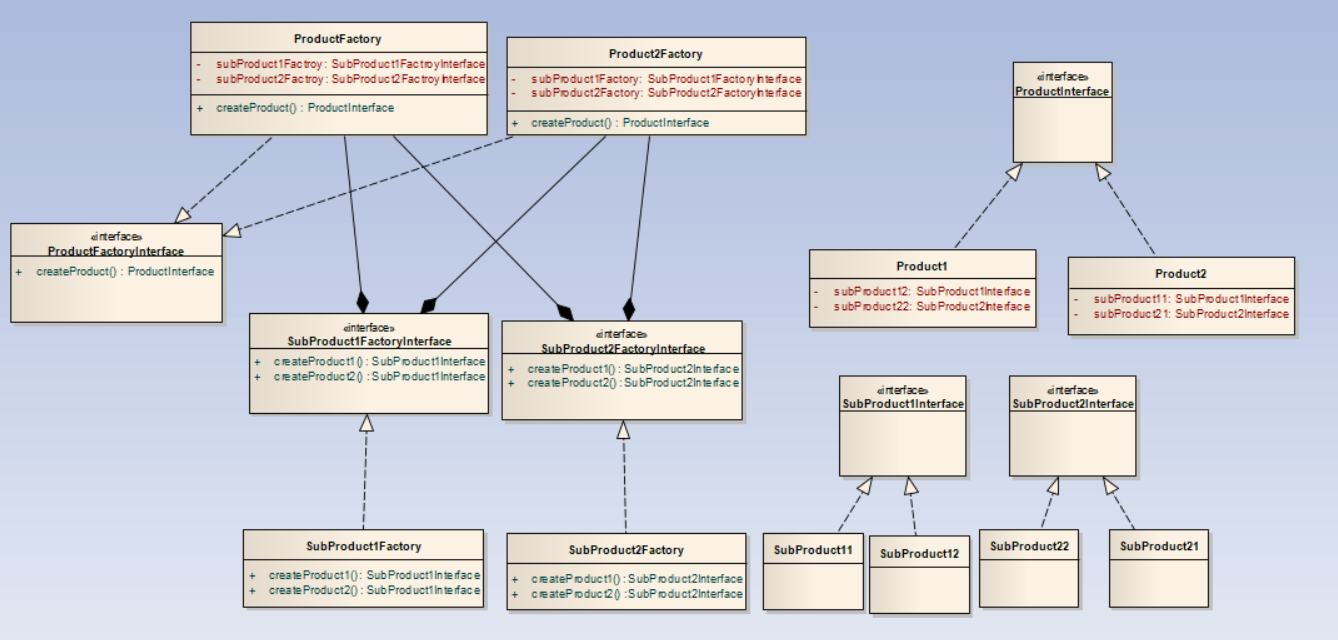 ProductFactory
- subProduct1Factroy: SubProduct1FactroyInterface
- subProduct2Factroy: SubProduct2FactroyInterface
+ createProduct() : ProductInterface
Product2Factory
- subProduct1Factory: SubProduct1FactoryInterface
- subProduct2Factory: SubProduct2FactoryInterface
+ createProduct() : ProductInterface
«interface»
ProductInterface
«interface»
ProductFactoryInterface
+ createProduct() : ProductInterface
Product1
- subProduct12: SubProduct1Interface
- subProduct22: SubProduct2Interface
Product2
- subProduct11: SubProduct1Interface
- subProduct21: SubProduct2Interface
«interface»
SubProduct1FactoryInterface
+ createProduct1() : SubProduct1Interface
+ createProduct2() : SubProduct1Interface
«interface»
SubProduct2FactoryInterface
+ createProduct1() : SubProduct2Interface
+ createProduct2() : SubProduct2Interface
«interface»
SubProduct1Interface
«interface»
SubProduct2Interface
SubProduct1Factory
+ createProduct1() : SubProduct1Interface
+ createProduct2() : SubProduct1Interface
SubProduct2Factory
+ createProduct1() : SubProduct2Interface
+ createProduct2() : SubProduct2Interface
SubProduct11
SubProduct12
SubProduct22
SubProduct21